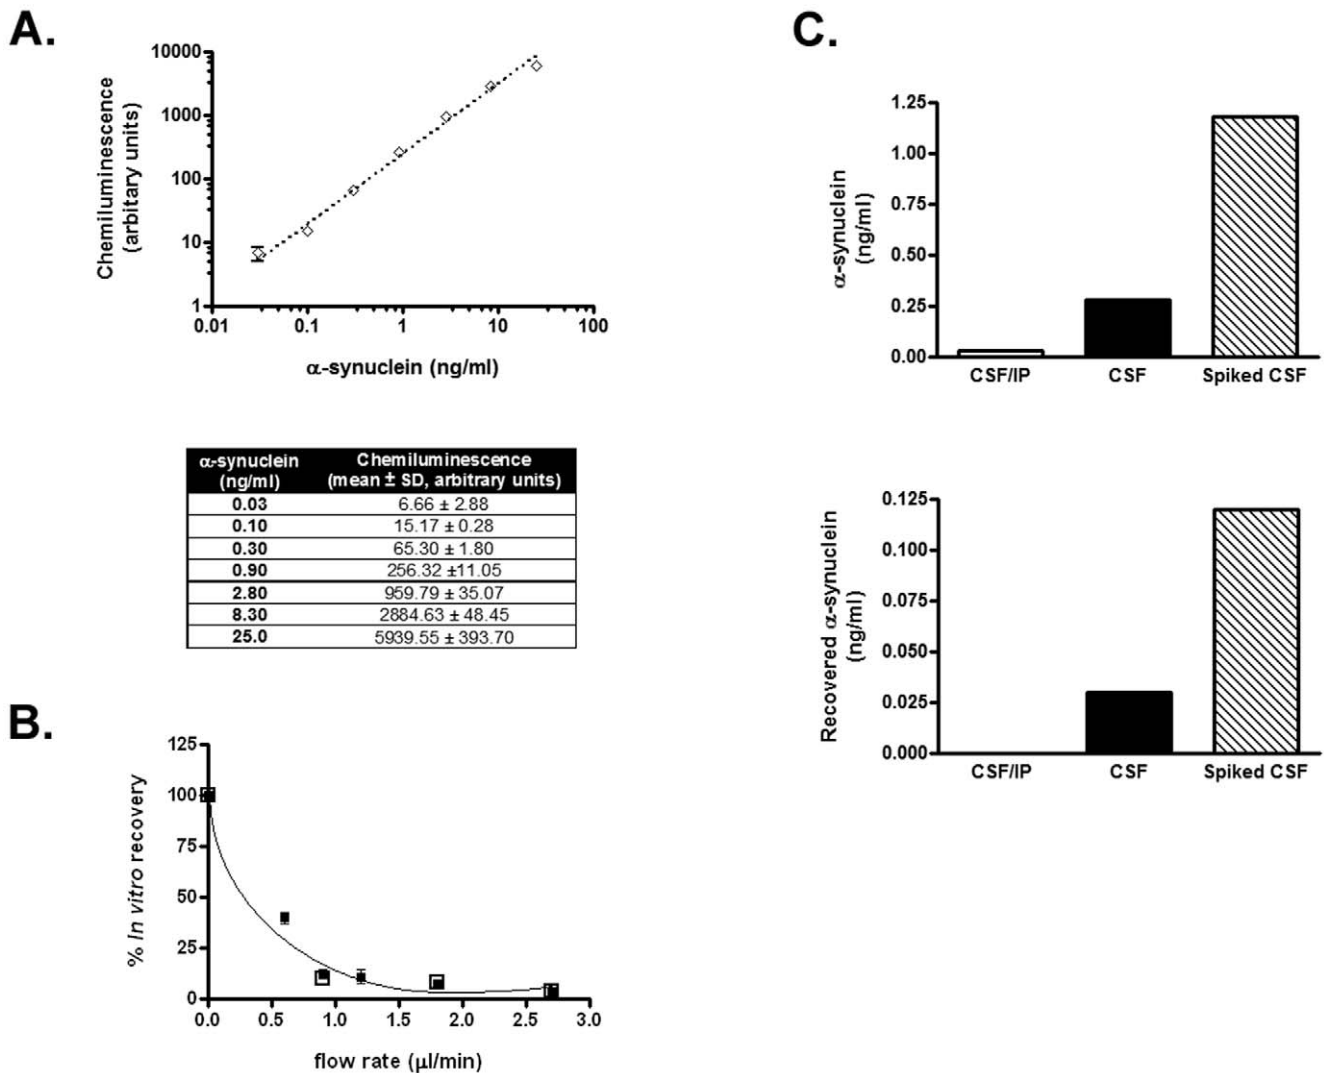 A.
10000
1000
100
10
1
0.01 0.1 1 10 100
Chemiluminescence
(arbitary units)
α-synuclein (ng/ml)
α-synuclein
(ng/ml)
Chemiluminescence
(mean ± SD, arbitrary units)
0.03 6.66 ± 2.88
0.10 15.17 ± 0.28
0.30 65.30 ± 1.80
0.90 256.32 ±11.05
2.80 959.79 ± 35.07
8.30 2884.63 ± 48.45
25.0 5939.55 ± 393.70
B.
125
100
75
50
25
0
0.0 0.5 1.0 1.5 2.0 2.5 3.0
% In vitro recovery
flow rate (μl/min)
C.
1.25
1.00
0.75
0.50
0.25
0.00
α-synuclein
(ng/ml)
CSF/IP CSF Spiked CSF
0.125
0.100
0.075
0.050
0.025
0.000
Recovered α-synuclein
(ng/ml)
CSF/IP CSF Spiked CSF